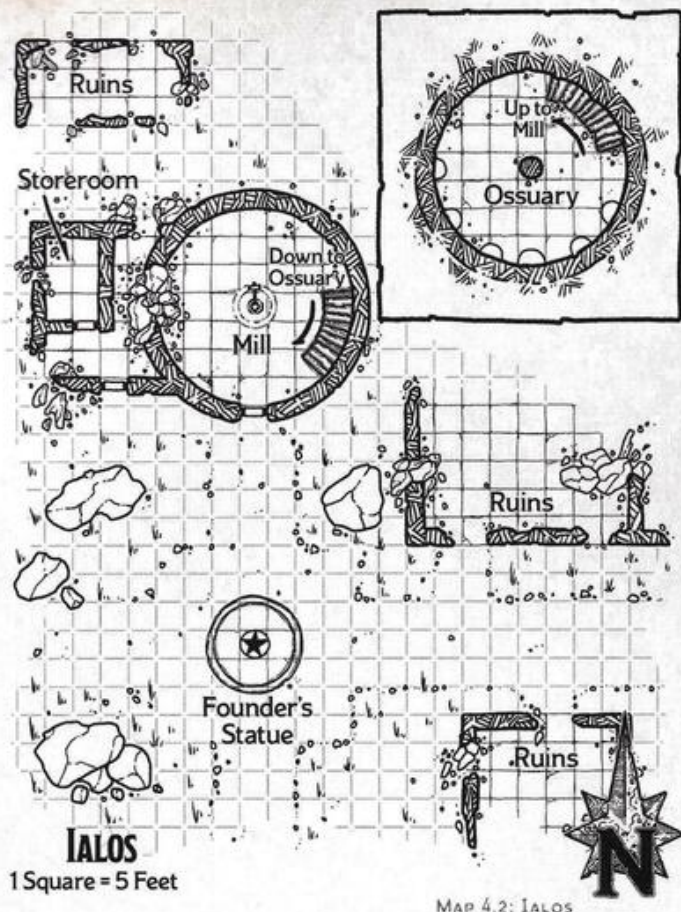 Ruins
Storeroom
Up to
Mill
Ossuary
Down to
Ossuary
Mill
Ruins
Founder's
Statue
Ruins
IALOS
1 Square = 5 Feet
N
MAP 4.2: IALOS